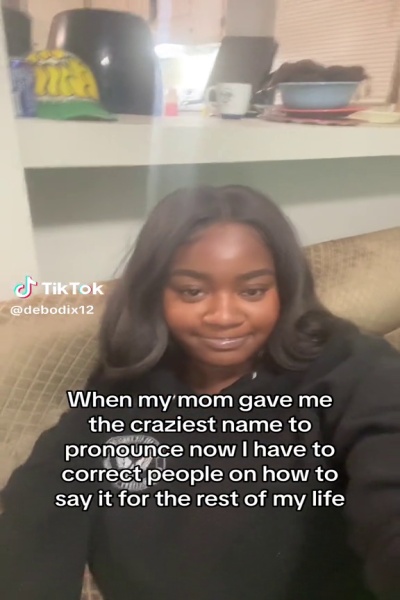 TikTok
@debodix12
When my mom gave me
the craziest name to
pronounce now I have to
correct people on how to
say it for the rest of my life